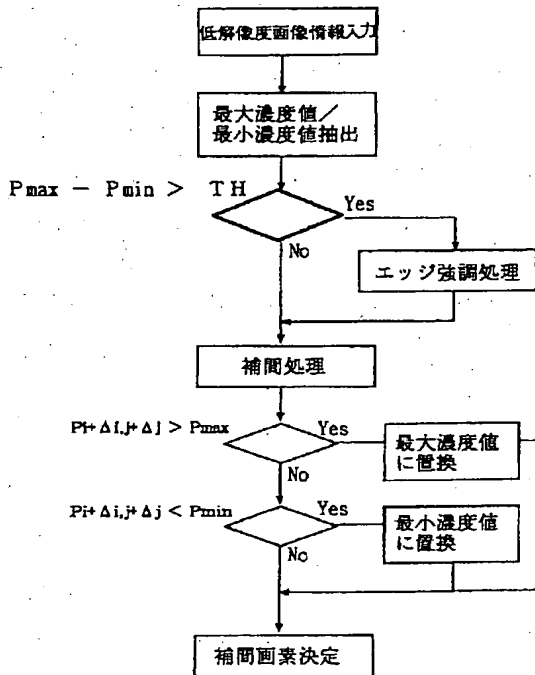 低解像度画像情報入力
最大濃度値／
最小濃度値抽出
Pmax － Pmin > TH
Yes
No
エッジ強調処理
補間処理
Pi+Δi,j+Δj > Pmax
Yes
最大濃度値
に置換
No
Pi+Δi,j+Δj < Pmin
Yes
最小濃度値
に置換
No
補間画素決定